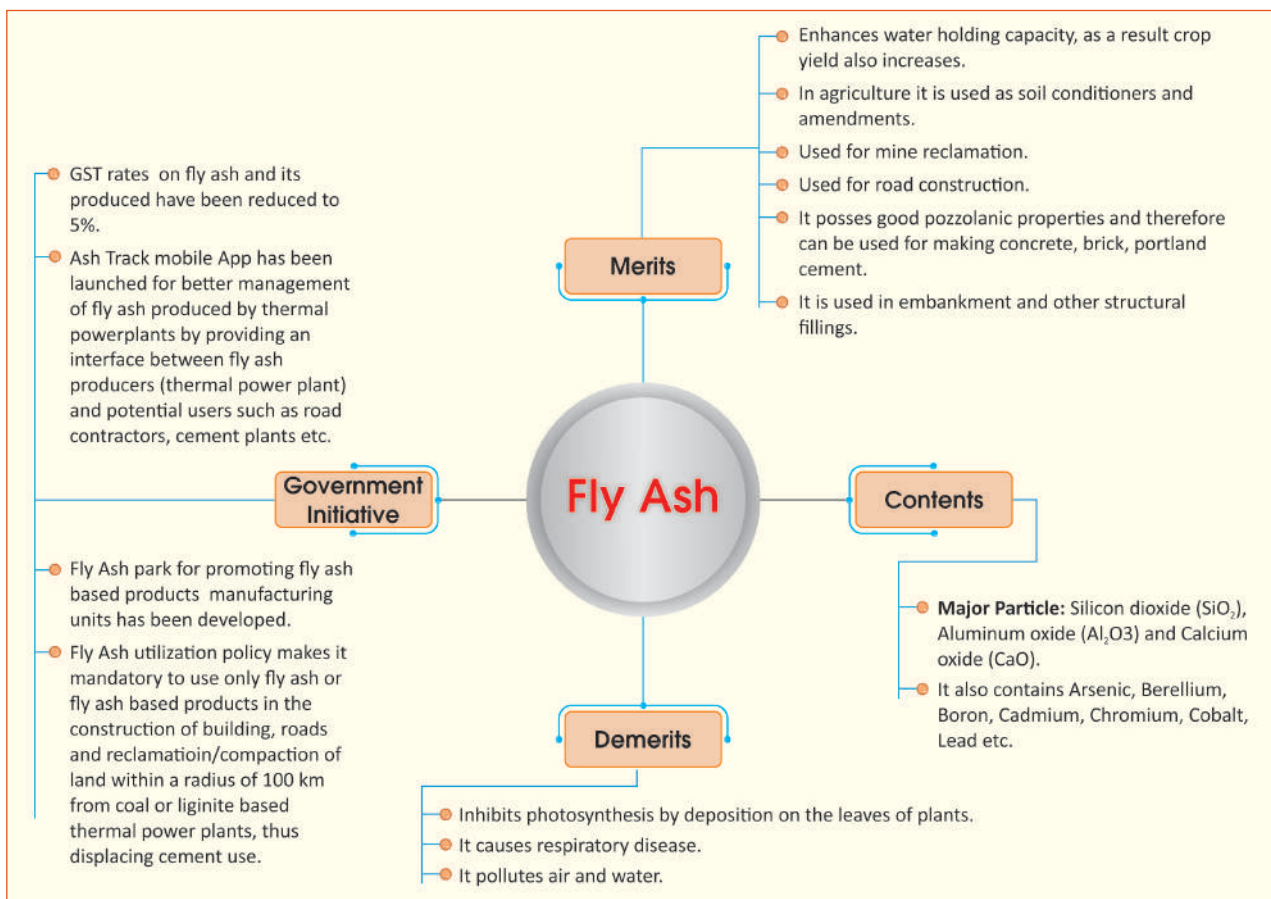 Enhances water holding capacity, as a result crop
yield also increases.
In agriculture it is used as soil conditioners and
amendments.
Used for mine reclamation.
Used for road construction.
It posses good pozzolanic properties and therefore
can be used for making concrete, brick, portland
cement.
It is used in embankment and other structural
fillings.
Merits
GST rates on fly ash and its
produced have been reduced to
5%.
Ash Track mobile App has been
launched for better management
of fly ash produced by thermal
powerplants by providing an
interface between fly ash
producers (thermal power plant)
and potential users such as road
contractors, cement plants etc.
Government
Initiative
Fly Ash park for promoting fly ash
based products manufacturing
units has been developed.
Fly Ash utilization policy makes it
mandatory to use only fly ash or
fly ash based products in the
construction of building, roads
and reclamatioin/compaction of
land within a radius of 100 km
from coal or liginite based
thermal power plants, thus
displacing cement use.
Fly Ash
Contents
Major Particle: Silicon dioxide (SiO₂),
Aluminum oxide (Al₂O3) and Calcium
oxide (CaO).
It also contains Arsenic, Berellium,
Boron, Cadmium, Chromium, Cobalt,
Lead etc.
Demerits
Inhibits photosynthesis by deposition on the leaves of plants.
It causes respiratory disease.
It pollutes air and water.